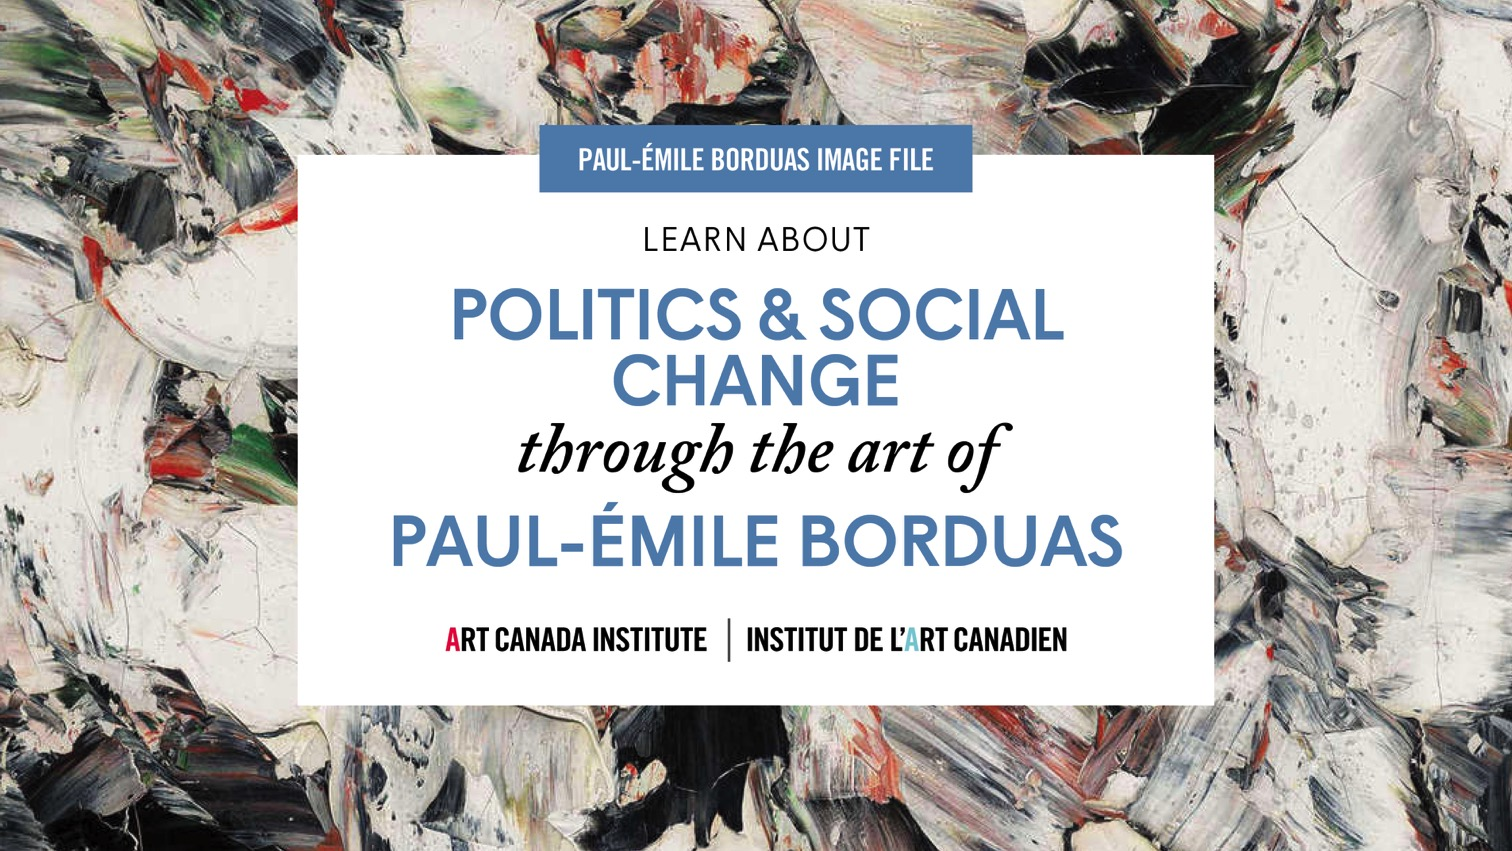 PAUL-ÉMILE BORDUAS IMAGE FILE
LEARN ABOUT
POLITICS & SOCIAL
CHANGE
through the art of
PAUL-ÉMILE BORDUAS
ART CANADA INSTITUTE | INSTITUT DE L'ART CANADIEN